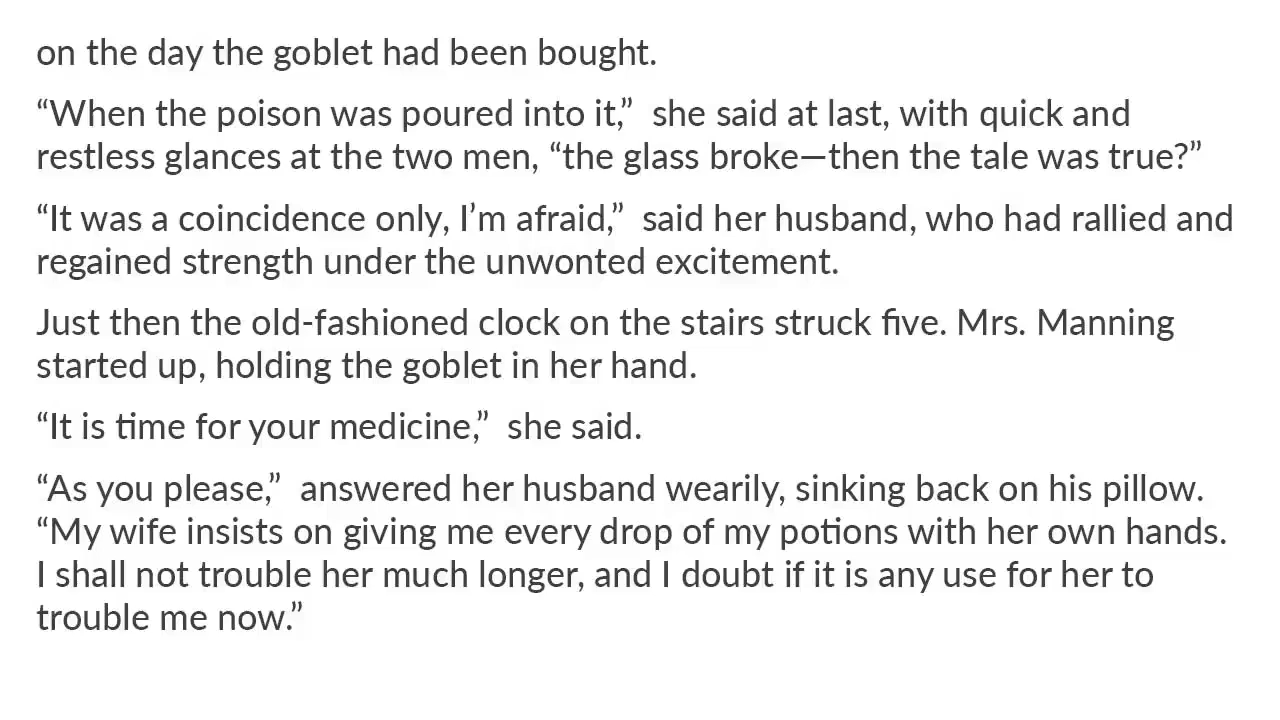 on the day the goblet had been bought.
“When the poison was poured into it,”  she said at last, with quick and
restless glances at the two men, “the glass broke—then the tale was true?”
“It was a coincidence only, I’m afraid,”  said her husband, who had rallied and
regained strength under the unwonted excitement.
Just then the old-fashioned clock on the stairs struck five. Mrs. Manning
started up, holding the goblet in her hand.
“It is time for your medicine,”  she said.
“As you please,”  answered her husband wearily, sinking back on his pillow.
“My wife insists on giving me every drop of my potions with her own hands.
I shall not trouble her much longer, and I doubt if it is any use for her to
trouble me now.”